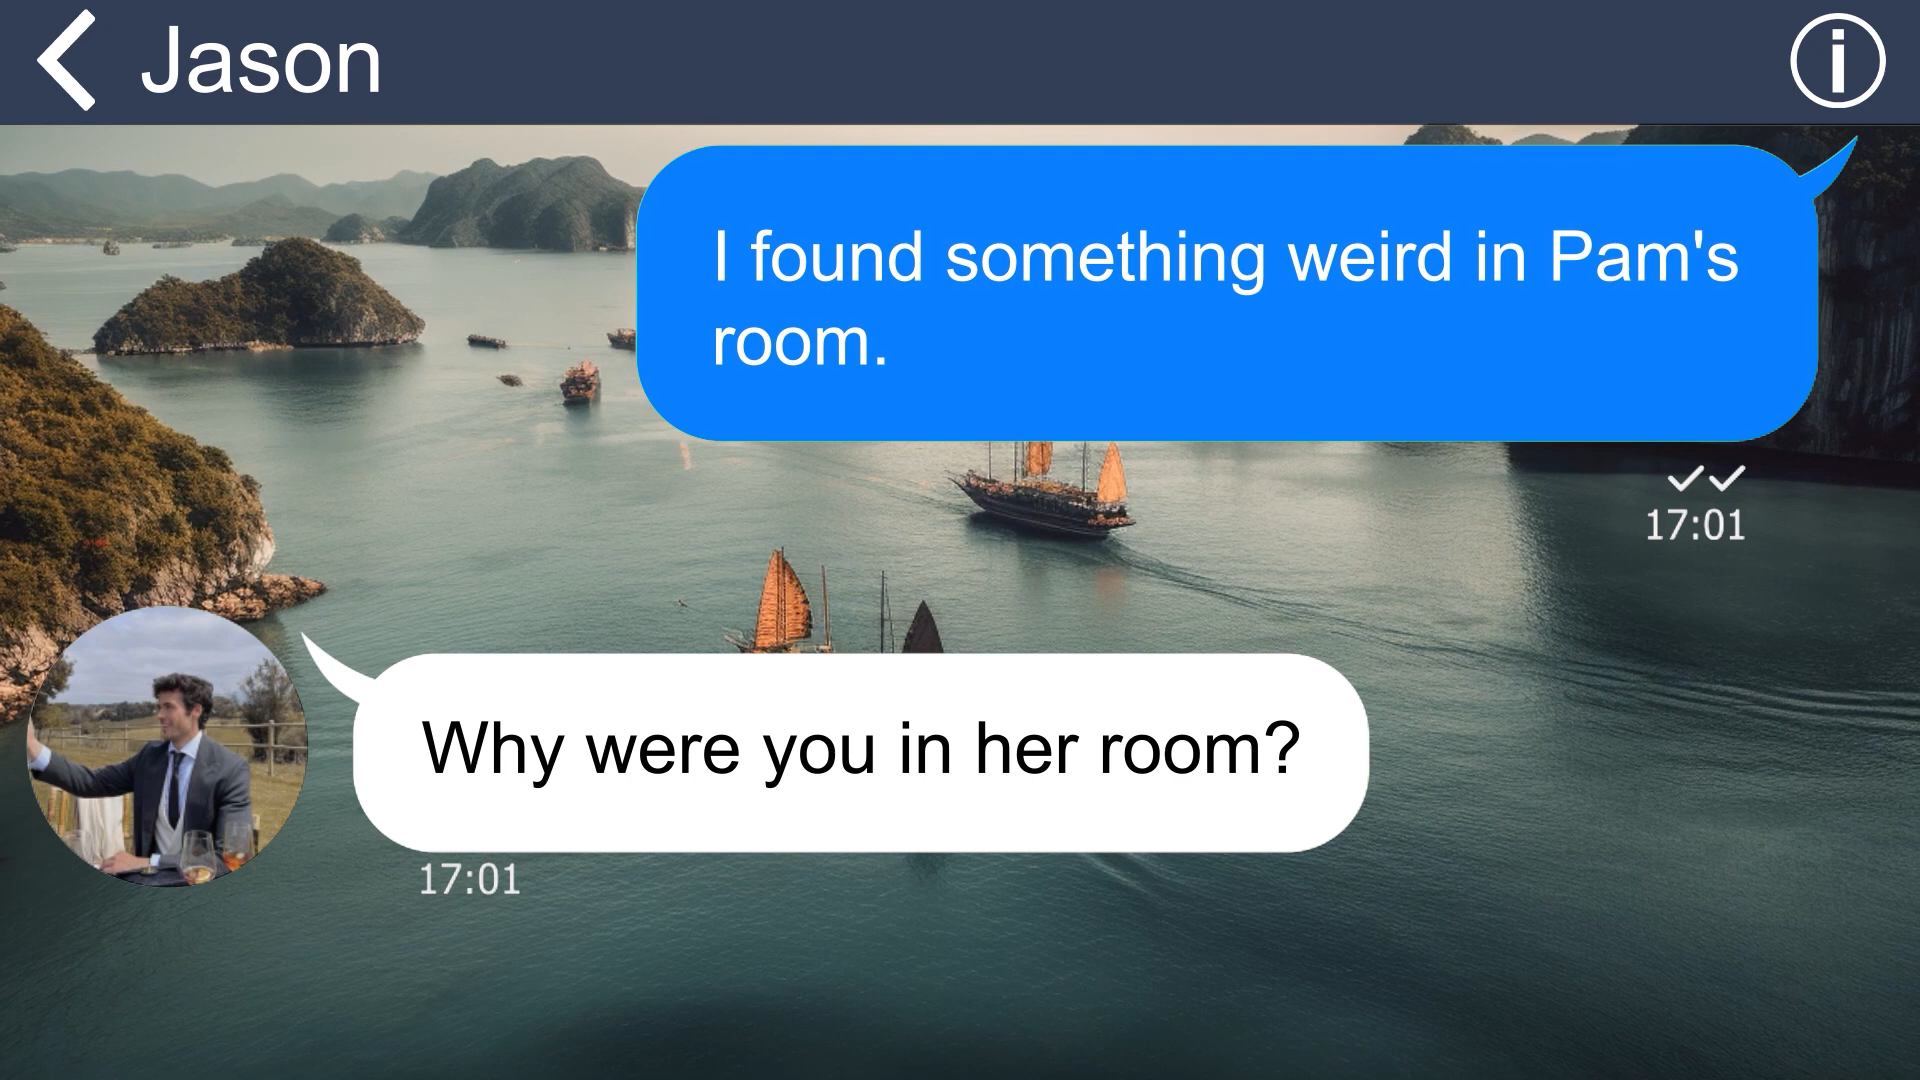 Jason
I found something weird in Pam's
room.
17:01
Why were you in her room?
17:01